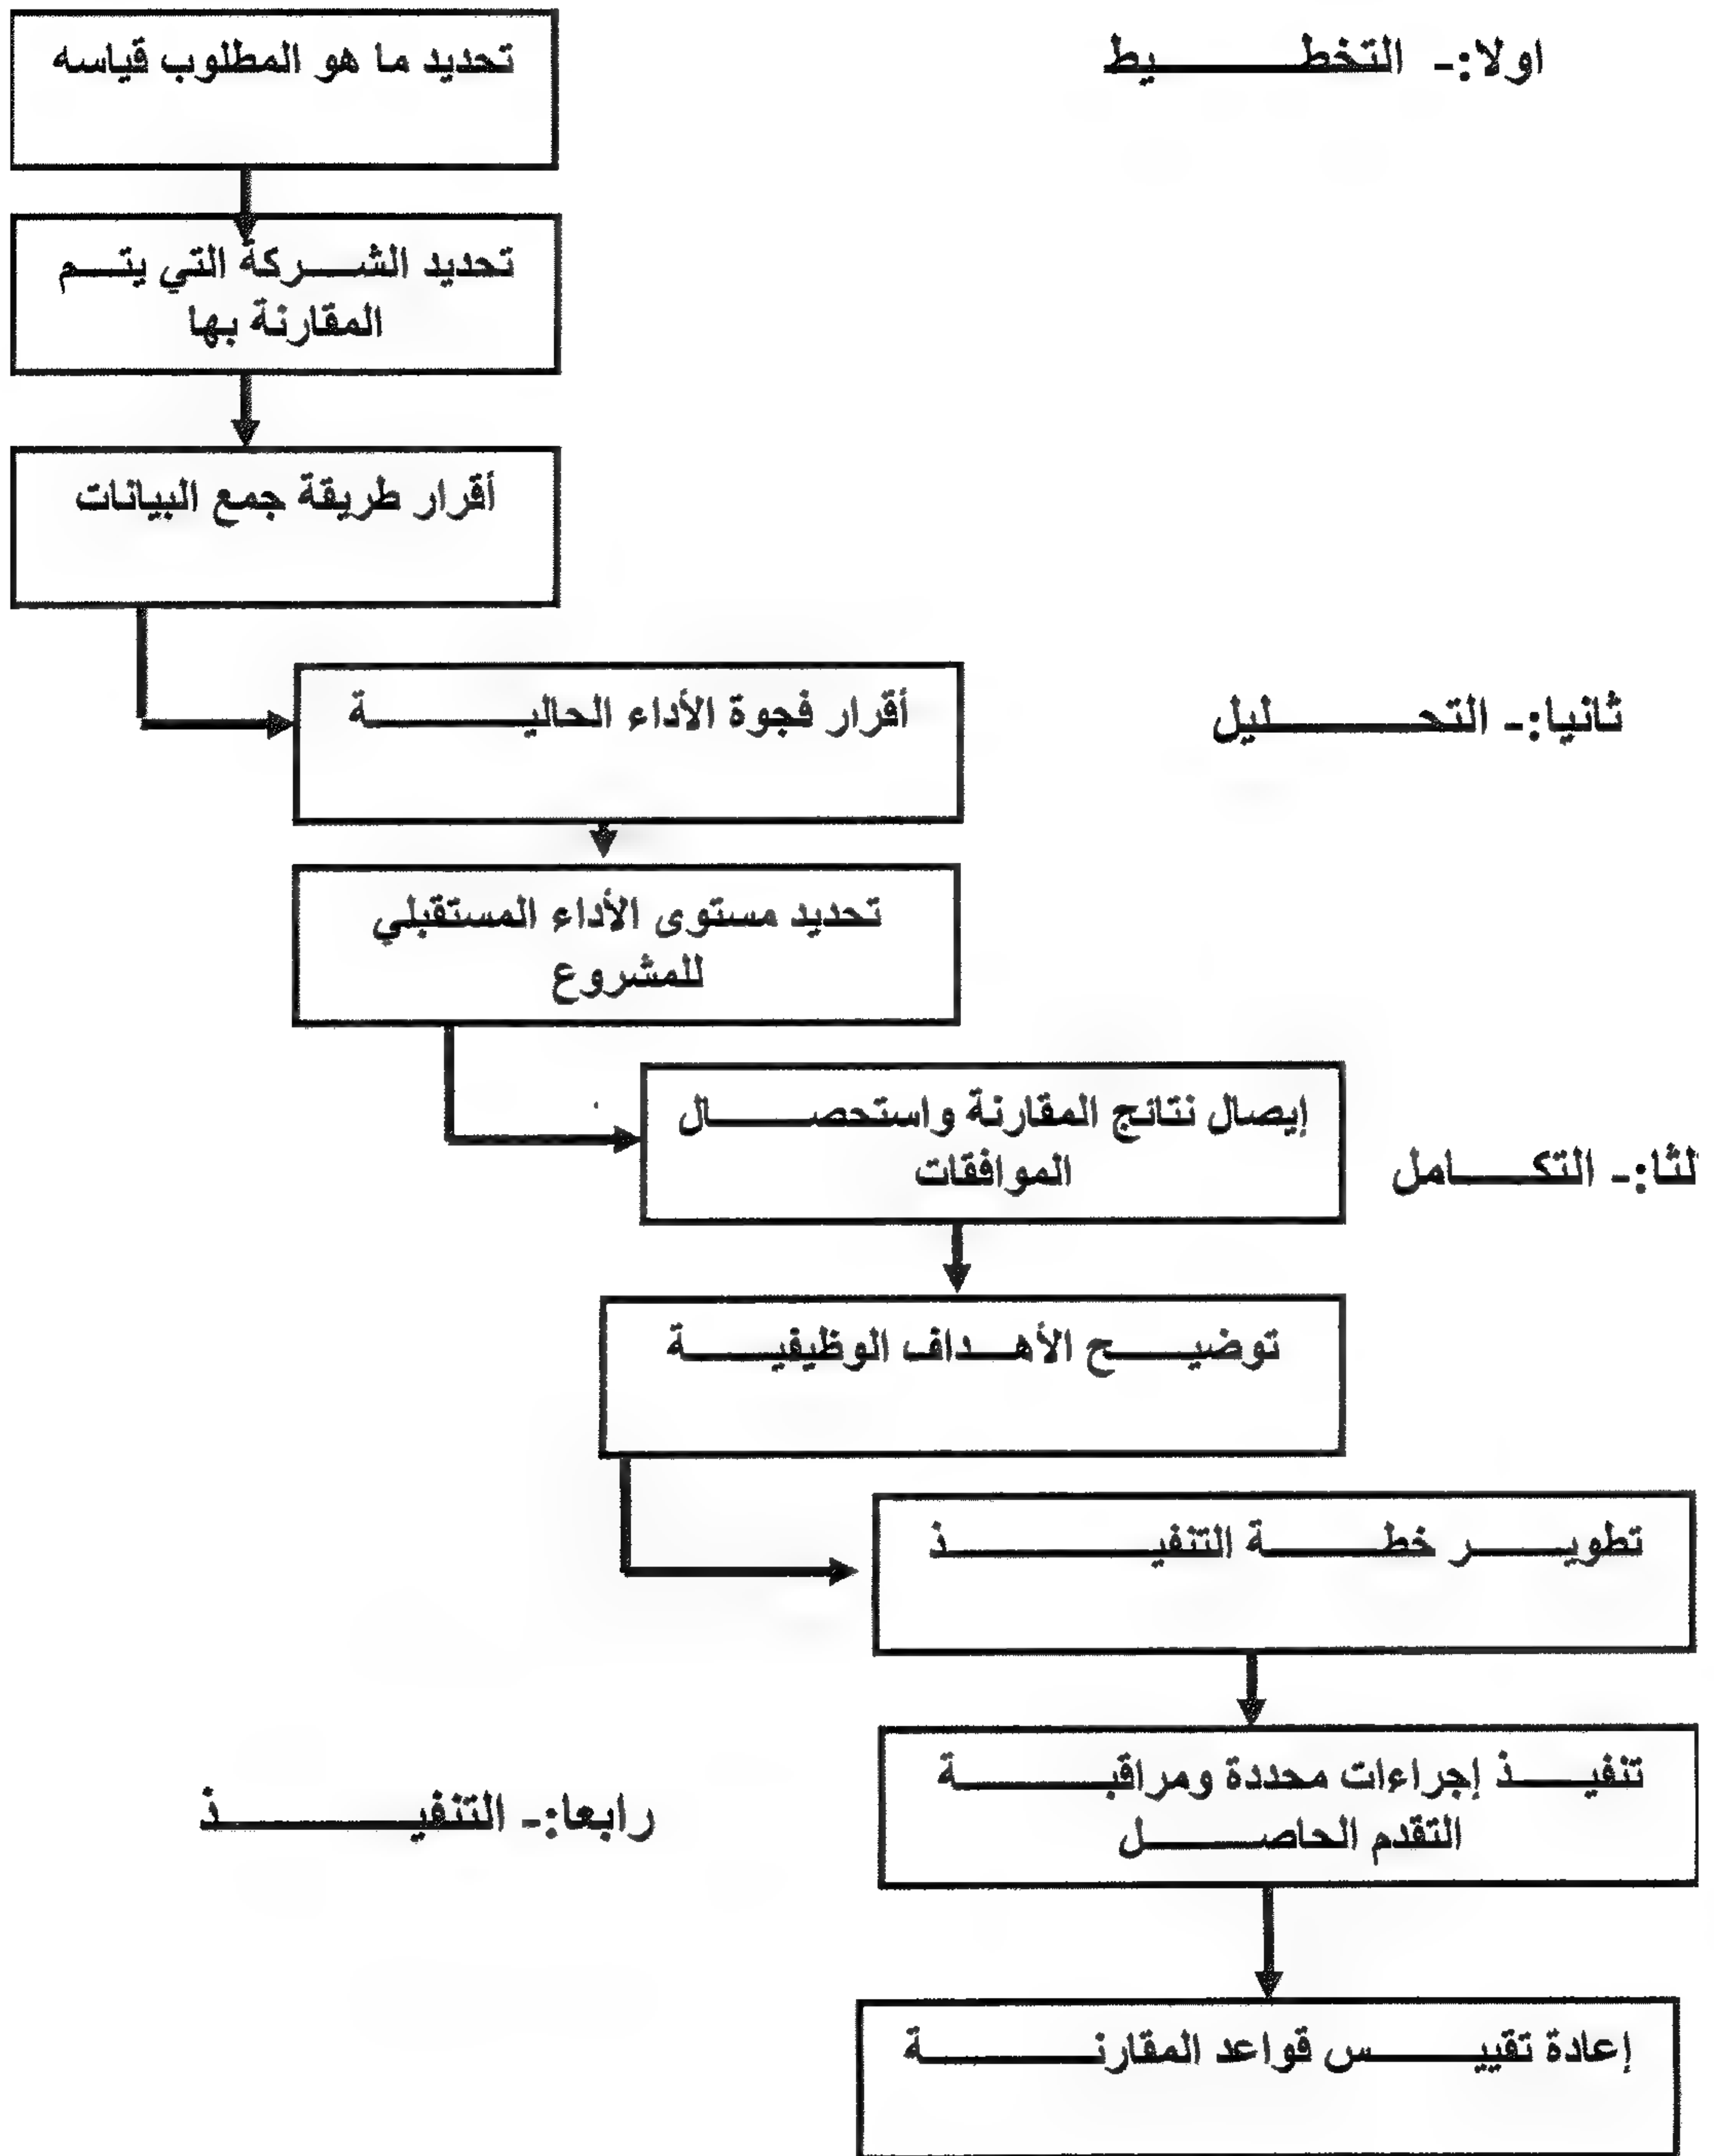 اولا:- التخطيط
تحديد ما هو المطلوب قياسه
تحديد الشركة التي يتم
المقارنة بها
أقرار طريقة جمع البيانات
ثانيا:- التحليل
أقرار فجوة الأداء الحالية
تحديد مستوى الأداء المستقبلي
للمشروع
لثا:- التكامل
إيصال نتائج المقارنة واستحصال
الموافقات
توضيح الأهداف الوظيفية
تطوير خطة التنفيذ
رابعا:- التنفيذ
تنفيذ إجراءات محددة ومراقبة
التقدم الحاصل
إعادة تقييس قواعد المقارنة